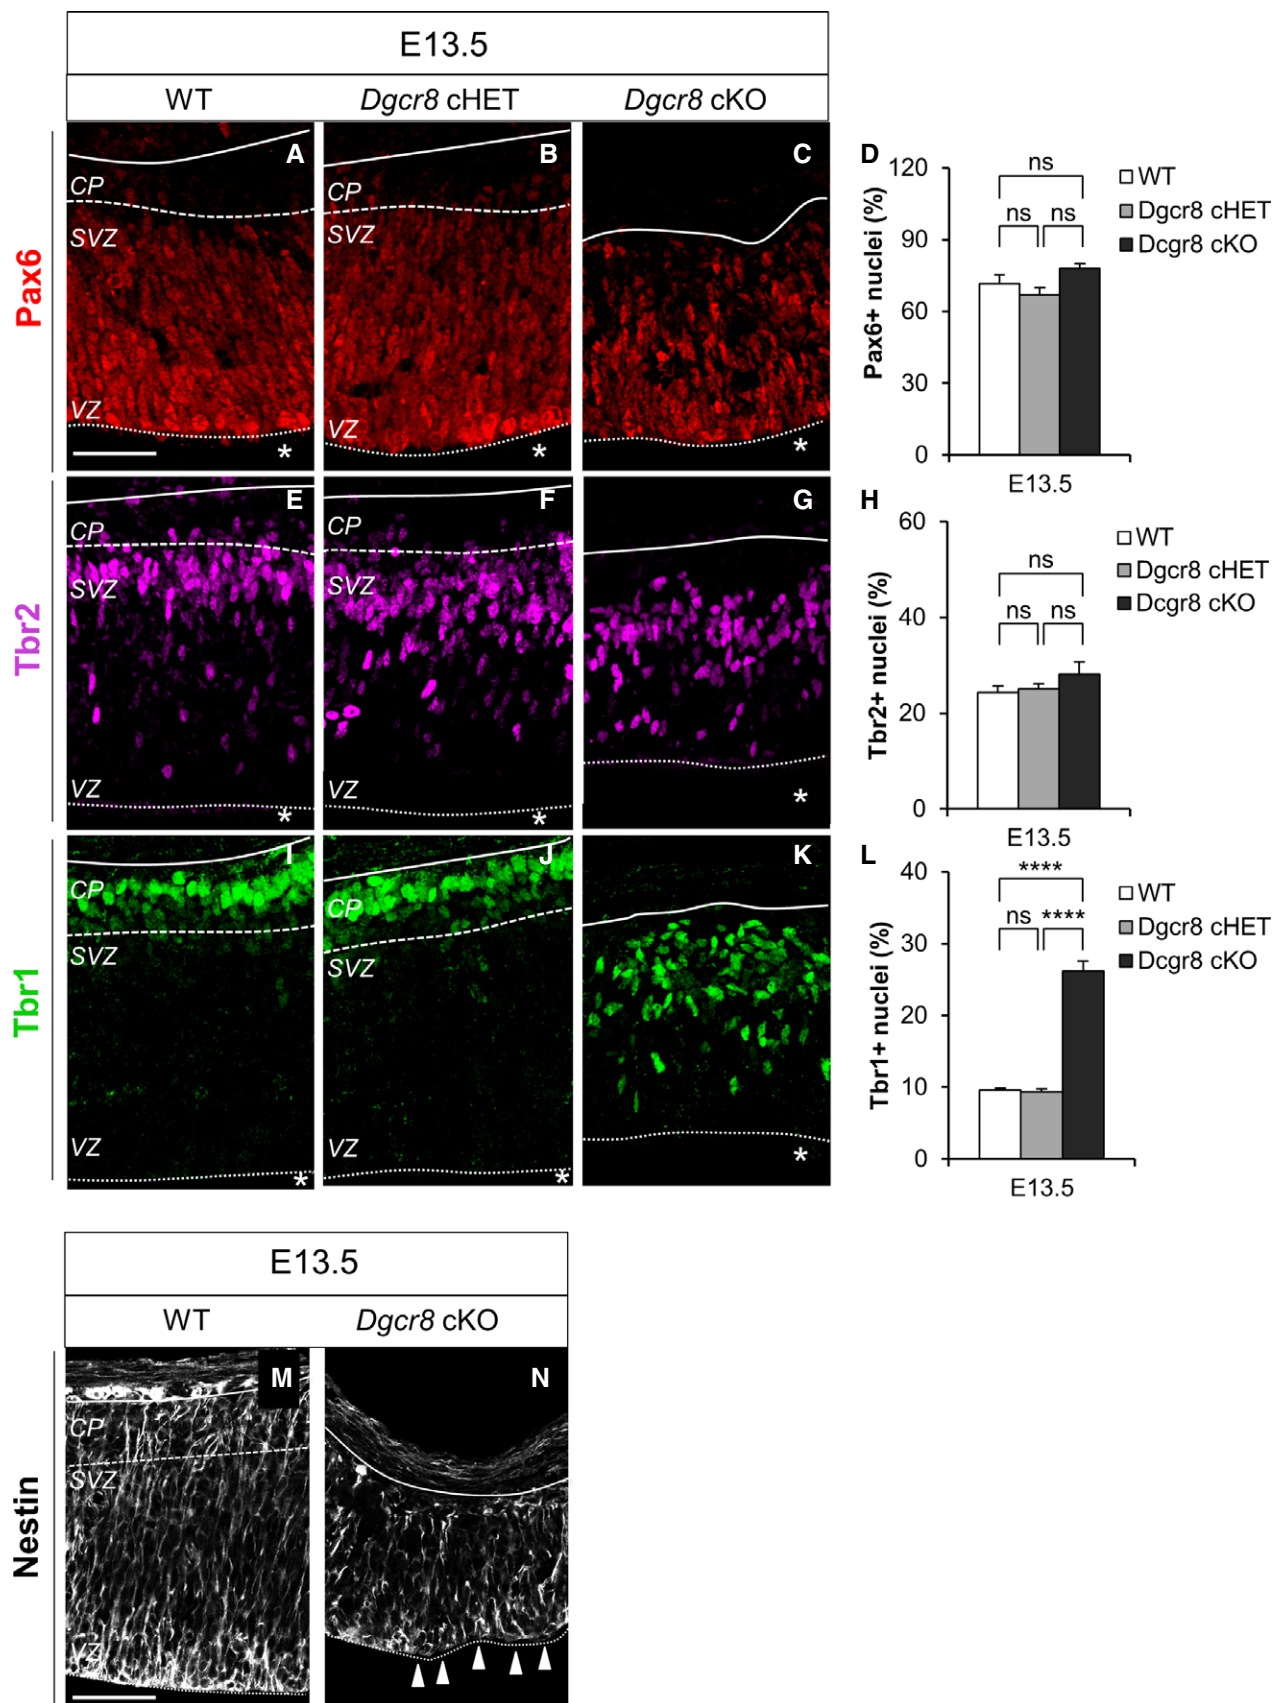 E13.5
WT
Dgcr8 cHET
Dgcr8 cKO
Pax6
A
CP
SVZ
VZ
*
B
CP
SVZ
VZ
*
C
*
D
Pax6+ nuclei (%)
120
90
60
30
0
ns
ns
ns
WT
Dgcr8 cHET
Dcgr8 cKO
E13.5
Tbr2
E
CP
SVZ
VZ
*
F
CP
SVZ
VZ
*
G
*
H
Tbr2+ nuclei (%)
60
40
20
0
ns
ns
ns
WT
Dgcr8 cHET
Dcgr8 cKO
E13.5
Tbr1
I
CP
SVZ
VZ
*
J
CP
SVZ
VZ
*
K
*
L
Tbr1+ nuclei (%)
40
30
20
10
0
****
ns
****
WT
Dgcr8 cHET
Dcgr8 cKO
E13.5
E13.5
WT
Dgcr8 cKO
Nestin
M
CP
SVZ
VZ
N